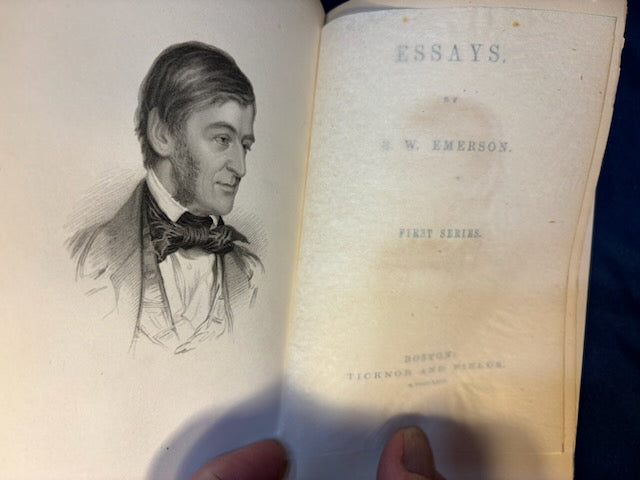 ESSAYS.
BY
R. W. EMERSON.
FIRST SERIES.
BOSTON:
TICKNOR AND FIELDS.